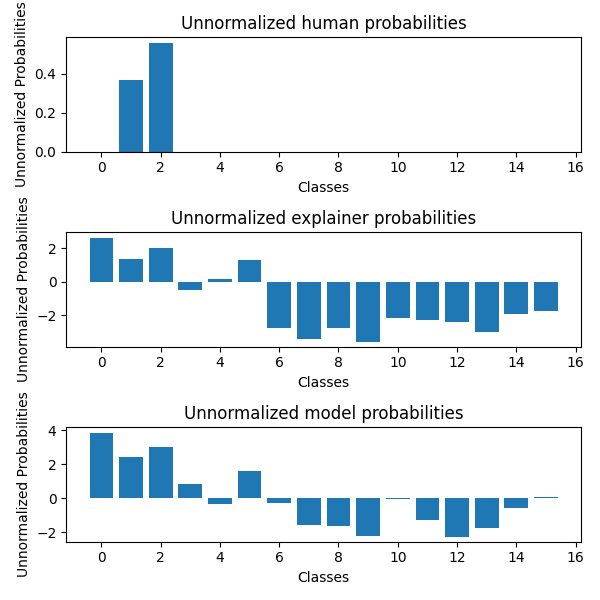 Unnormalized human probabilities
Unnormalized Probabilities
0.4
0.2
0.0
0 2 4 6 8 10 12 14 16
Classes
Unnormalized explainer probabilities
Unnormalized Probabilities
2
0
−2
0 2 4 6 8 10 12 14 16
Classes
Unnormalized model probabilities
Unnormalized Probabilities
4
2
0
−2
0 2 4 6 8 10 12 14 16
Classes